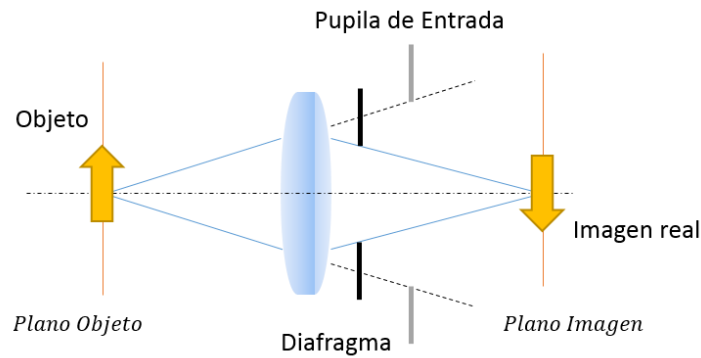 Pupila de Entrada
Objeto
Imagen real
Plano Objeto
Plano Imagen
Diafragma